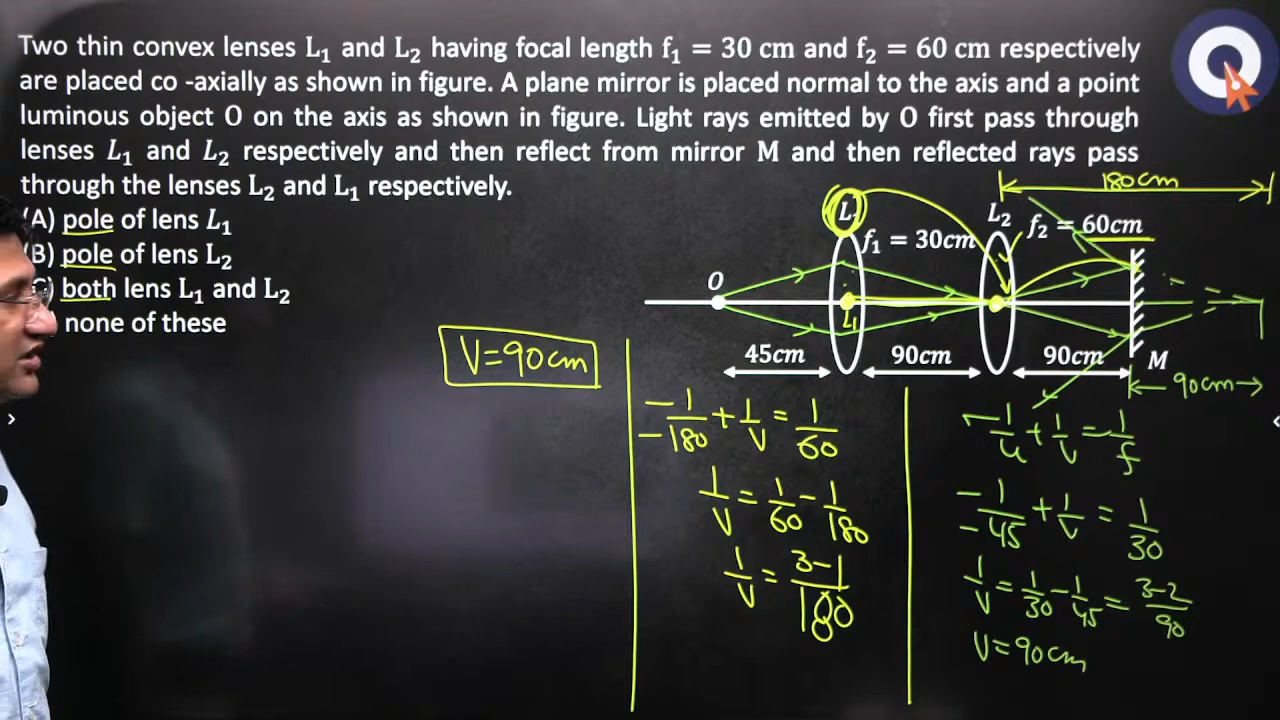 Two thin convex lenses L₁ and L₂ having focal length f₁ = 30 cm and f₂ = 60 cm respectively
are placed co -axially as shown in figure. A plane mirror is placed normal to the axis and a point
luminous object O on the axis as shown in figure. Light rays emitted by O first pass through
lenses L₁ and L₂ respectively and then reflect from mirror M and then reflected rays pass
through the lenses L₂ and L₁ respectively.
(A) pole of lens L₁
(B) pole of lens L₂
(C) both lens L₁ and L₂
none of these
180cm
L₂
f₂ = 60cm
f₁ = 30cm
O
L₁
45cm
90cm
90cm
M
90cm
V=90cm
-1/-180 + 1/V = 1/60
1/V = 1/60 - 1/180
1/V = 3-1/180
-1/u + 1/V = 1/f
-1/-45 + 1/V = 1/30
1/V = 1/30 - 1/45 = 3-2/90
V=90cm